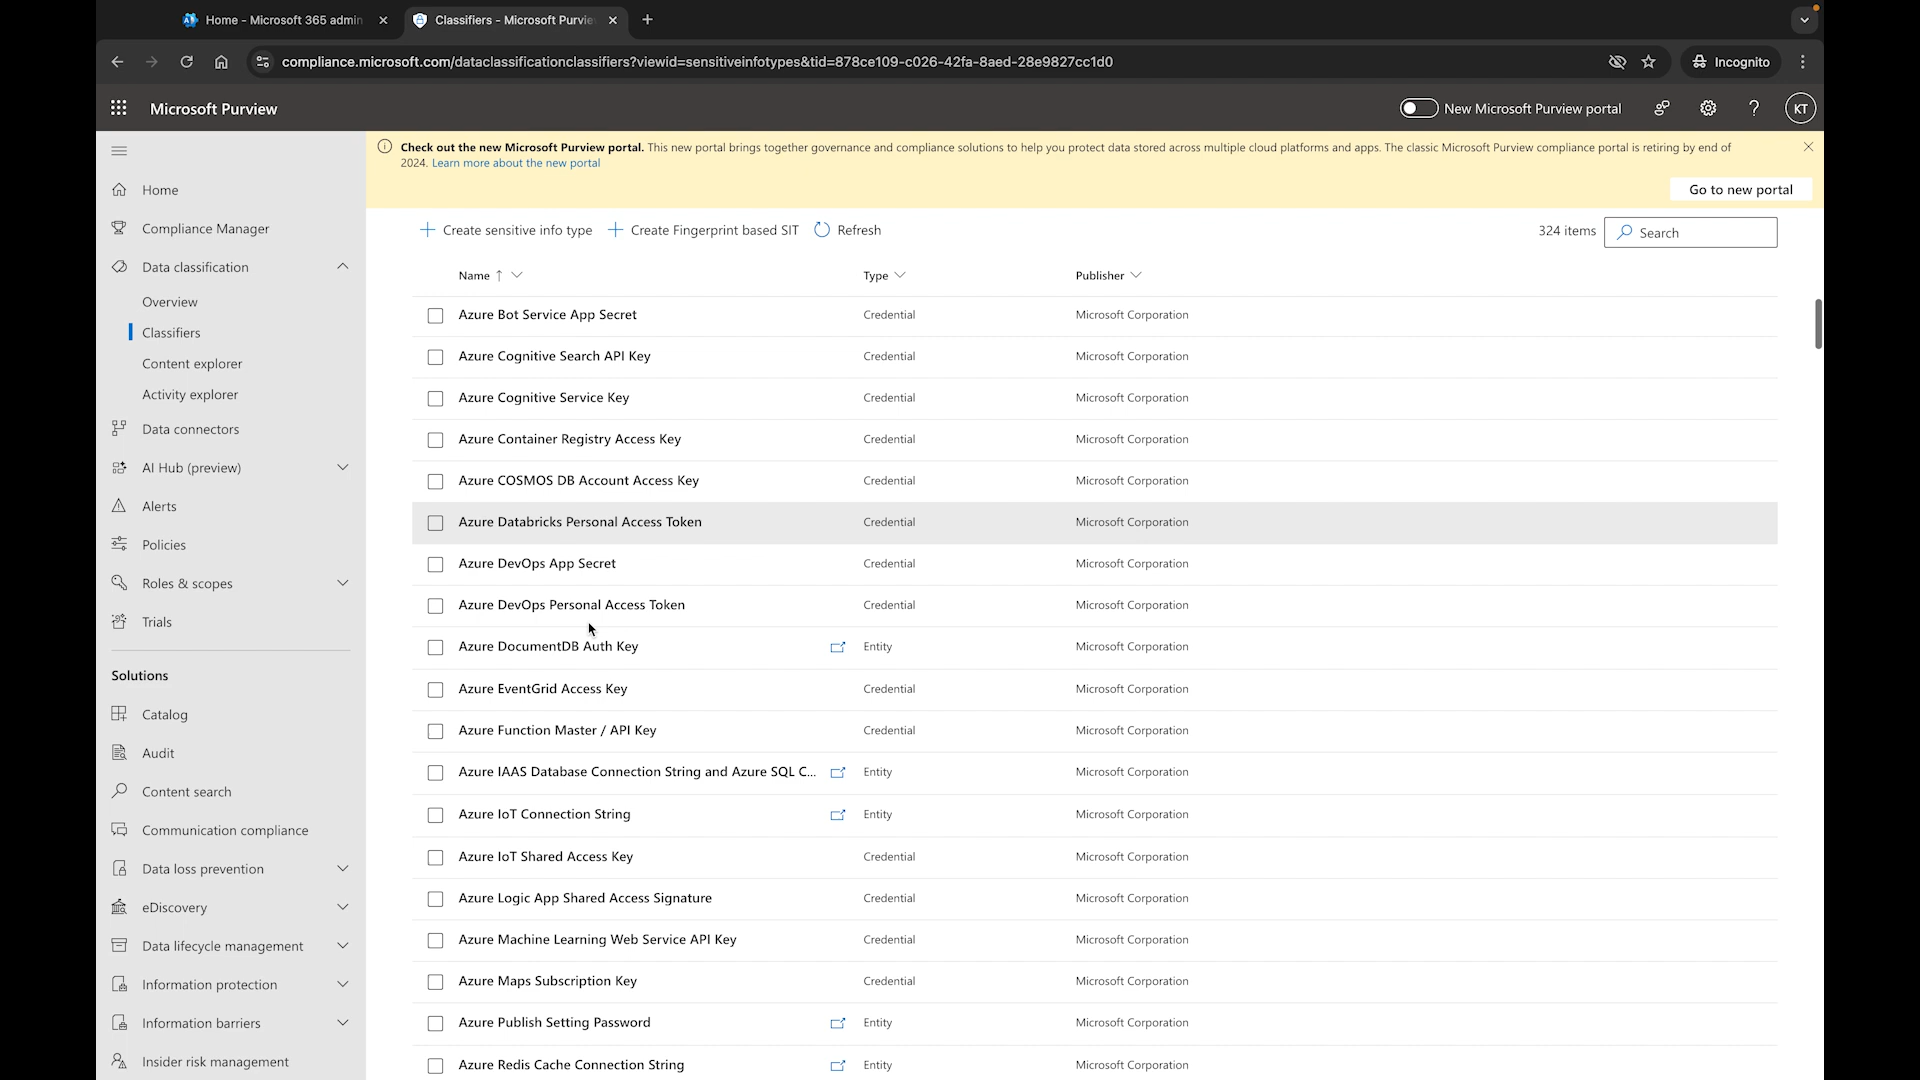 Home - Microsoft 365 admin
Classifiers - Microsoft Purvie
compliance.microsoft.com/dataclassificationclassifiers?viewid=sensitiveinfotypes&tid=878ce109-c026-42fa-8aed-28e9827cc1d0
Incognito
Microsoft Purview
New Microsoft Purview portal
?
KT
Check out the new Microsoft Purview portal. This new portal brings together governance and compliance solutions to help you protect data stored across multiple cloud platforms and apps. The classic Microsoft Purview compliance portal is retiring by end of
2024. Learn more about the new portal
Go to new portal
Home
Compliance Manager
Data classification
Overview
Classifiers
Content explorer
Activity explorer
Data connectors
AI Hub (preview)
Alerts
Policies
Roles & scopes
Trials
Solutions
Catalog
Audit
Content search
Communication compliance
Data loss prevention
eDiscovery
Data lifecycle management
Information protection
Information barriers
Insider risk management
Create sensitive info type
Create Fingerprint based SIT
Refresh
324 items
Search
Name Type Publisher
Azure Bot Service App Secret Credential Microsoft Corporation
Azure Cognitive Search API Key Credential Microsoft Corporation
Azure Cognitive Service Key Credential Microsoft Corporation
Azure Container Registry Access Key Credential Microsoft Corporation
Azure COSMOS DB Account Access Key Credential Microsoft Corporation
Azure Databricks Personal Access Token Credential Microsoft Corporation
Azure DevOps App Secret Credential Microsoft Corporation
Azure DevOps Personal Access Token Credential Microsoft Corporation
Azure DocumentDB Auth Key Entity Microsoft Corporation
Azure EventGrid Access Key Credential Microsoft Corporation
Azure Function Master / API Key Credential Microsoft Corporation
Azure IAAS Database Connection String and Azure SQL C... Entity Microsoft Corporation
Azure IoT Connection String Entity Microsoft Corporation
Azure IoT Shared Access Key Credential Microsoft Corporation
Azure Logic App Shared Access Signature Credential Microsoft Corporation
Azure Machine Learning Web Service API Key Credential Microsoft Corporation
Azure Maps Subscription Key Credential Microsoft Corporation
Azure Publish Setting Password Entity Microsoft Corporation
Azure Redis Cache Connection String Entity Microsoft Corporation